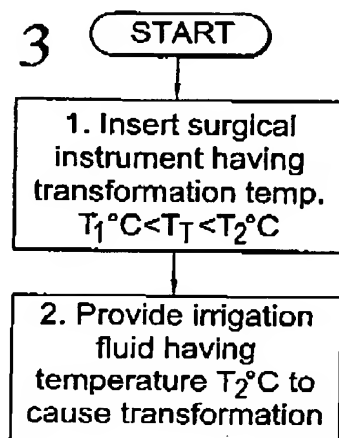 3 START
1. Insert surgical
instrument having
transformation temp.
T₁°C<T_T<T₂°C
2. Provide irrigation
fluid having
temperature T₂°C to
cause transformation